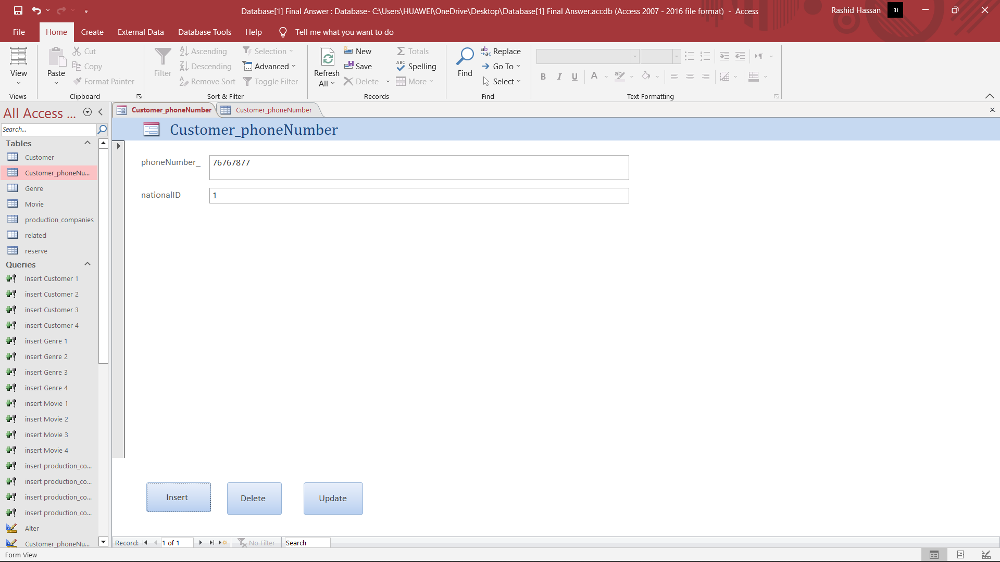 Database[1] Final Answer : Database- C:\Users\HUAWEI\OneDrive\Desktop\Database[1] Final Answer.accdb (Access 2007 - 2016 file format) - Access
Rashid Hassan
RH
File
Home
Create
External Data
Database Tools
Help
Tell me what you want to do
View
Views
Paste
Cut
Copy
Format Painter
Clipboard
Filter
Ascending
Descending
Remove Sort
Selection
Advanced
Toggle Filter
Sort & Filter
Refresh
All
New
Save
Delete
Totals
Spelling
More
Records
Find
Replace
Go To
Select
Find
B I U A
Text Formatting
All Access ...
Search...
Tables
Customer
Customer_phoneNu...
Genre
Movie
production_companies
related
reserve
Queries
Insert Customer 1
insert Customer 2
insert Customer 3
insert Customer 4
insert Genre 1
insert Genre 2
insert Genre 3
insert Genre 4
insert Movie 1
insert Movie 2
insert Movie 3
insert Movie 4
insert production_co...
insert production_co...
insert production_co...
insert production_co...
Alter
Customer_phoneNu...
Customer_phoneNumber
Customer_phoneNumber
Customer_phoneNumber
phoneNumber_ 76767877
nationalID 1
Insert
Delete
Update
Record: 1 of 1 No Filter Search
Form View